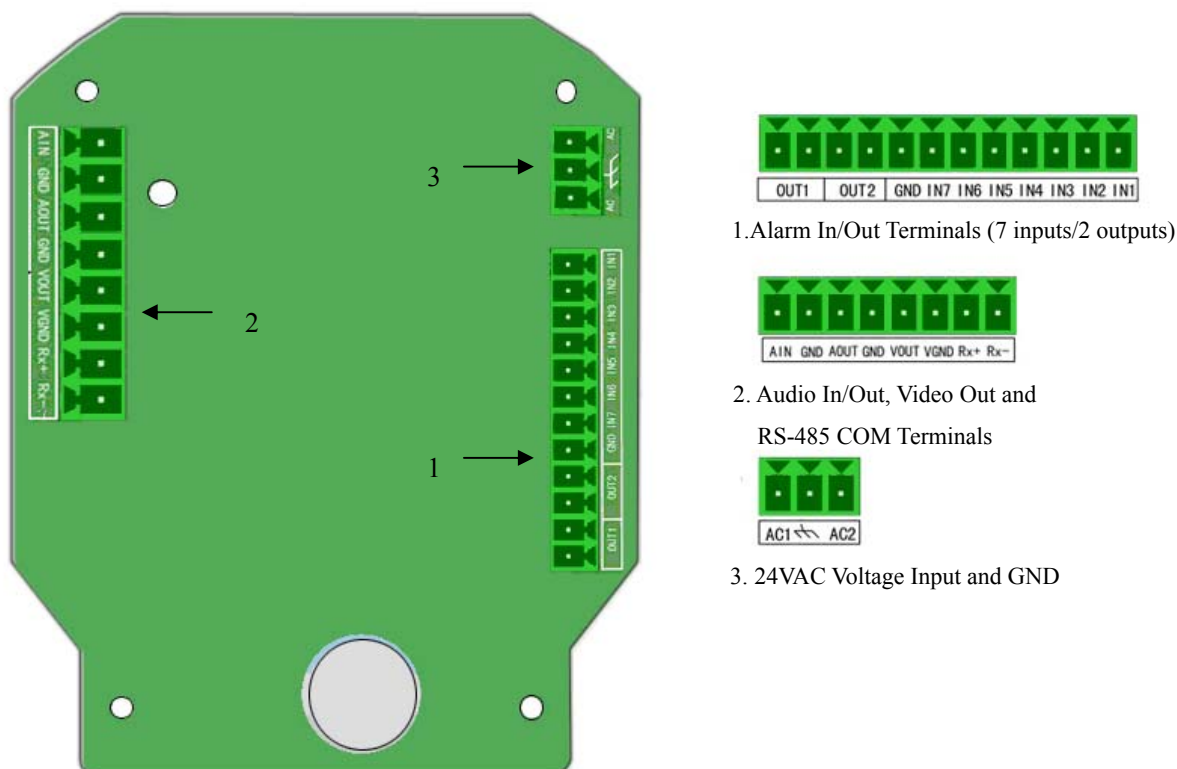 AIN GND AOUT GND VOUT VGND Rx+ Rx-
2
3
AC AC
1
IN1 IN2 IN3 IN4 IN5 IN6 IN7 GND OUT2 OUT1
OUT1 OUT2 GND IN7 IN6 IN5 IN4 IN3 IN2 IN1
1.Alarm In/Out Terminals (7 inputs/2 outputs)
AIN GND AOUT GND VOUT VGND Rx+ Rx-
2. Audio In/Out, Video Out and
RS-485 COM Terminals
AC1 AC2
3. 24VAC Voltage Input and GND